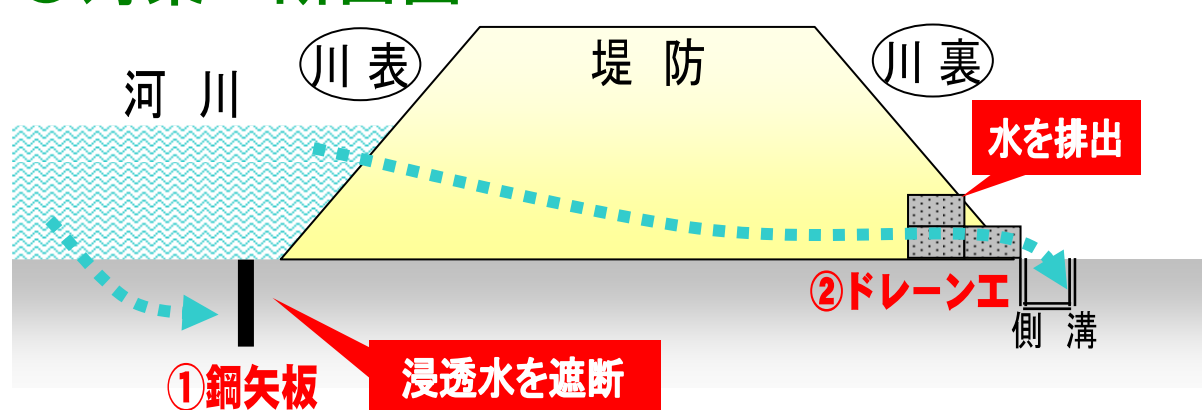 川表
堤防
川裏
河川
水を排出
②ドレーン工
側溝
浸透水を遮断
①鋼矢板